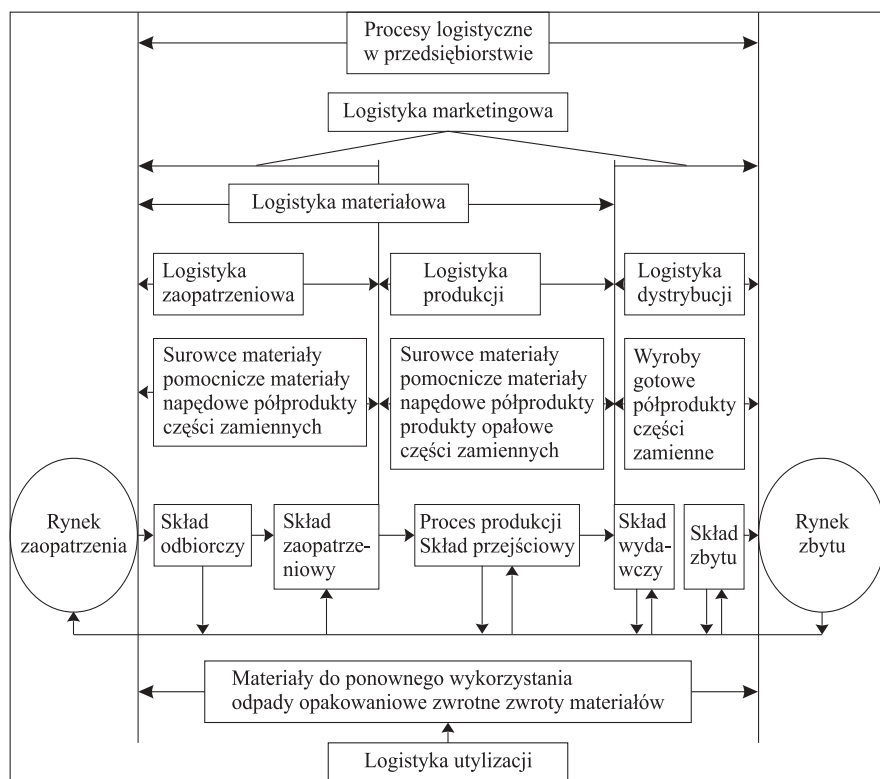 Procesy logistyczne
w przedsiębiorstwie
Logistyka marketingowa
Logistyka materiałowa
Logistyka
zaopatrzeniowa
Logistyka
produkcji
Logistyka
dystrybucji
Surowce materiały
pomocnicze materiały
napędowe półprodukty
części zamiennych
Surowce materiały
pomocnicze materiały
napędowe półprodukty
produkty opałowe
części zamiennych
Wyroby
gotowe
półprodukty
części
zamienne
Rynek
zaopatrzenia
Skład
odbiorczy
Skład
zaopatrze-
niowy
Proces produkcji
Skład przejściowy
Skład
wyda-
wczy
Skład
zbytu
Rynek
zbytu
Materiały do ponownego wykorzystania
odpady opakowaniowe zwrotne zwroty materiałów
Logistyka utylizacji